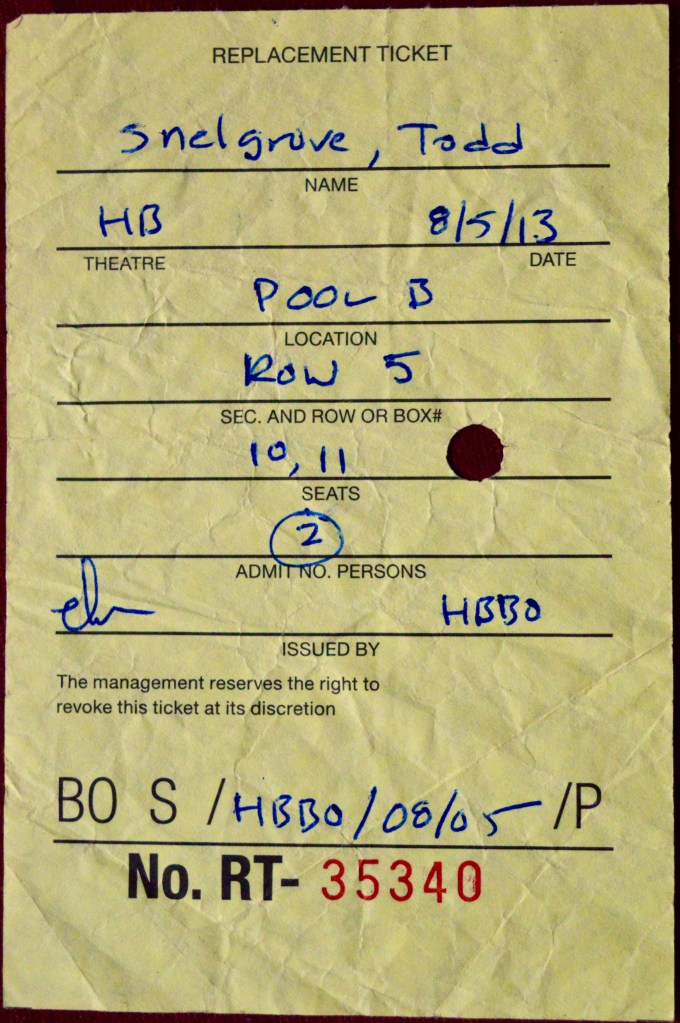 REPLACEMENT TICKET
Snelgrove, Todd
NAME
HB 8/5/13
THEATRE DATE
POOL B
LOCATION
ROW 5
SEC. AND ROW OR BOX#
10, 11
SEATS
2
ADMIT NO. PERSONS
HBBO
ISSUED BY
The management reserves the right to
revoke this ticket at its discretion
BO S /HBBO/08/05 /P
No. RT- 35340